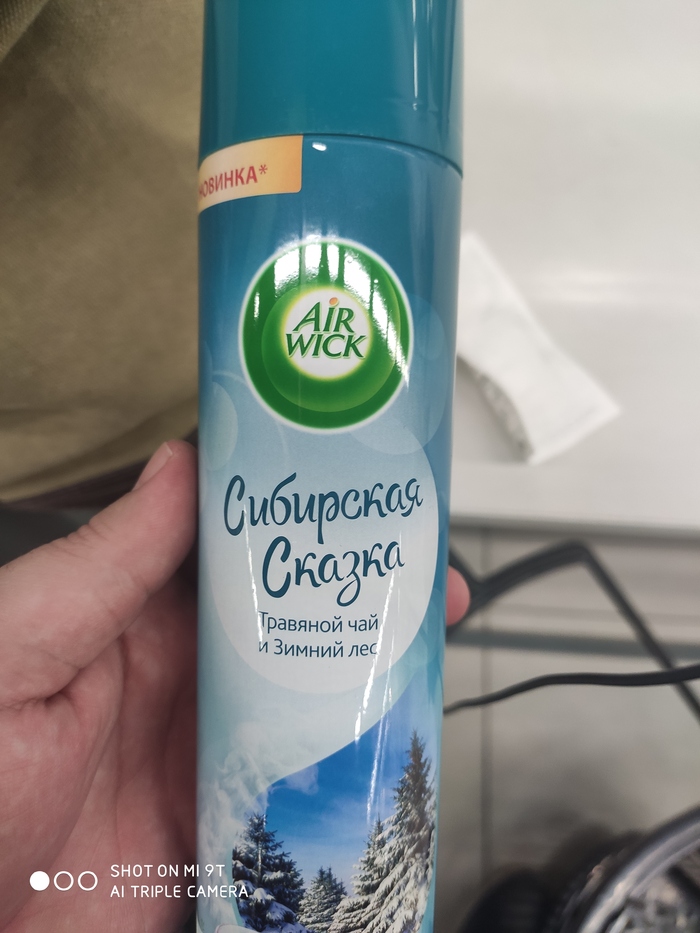 НОВИНКА*
AIR
WICK
Сибирская
Сказка
Травяной чай
и Зимний лес
SHOT ON MI 9T
AI TRIPLE CAMERA